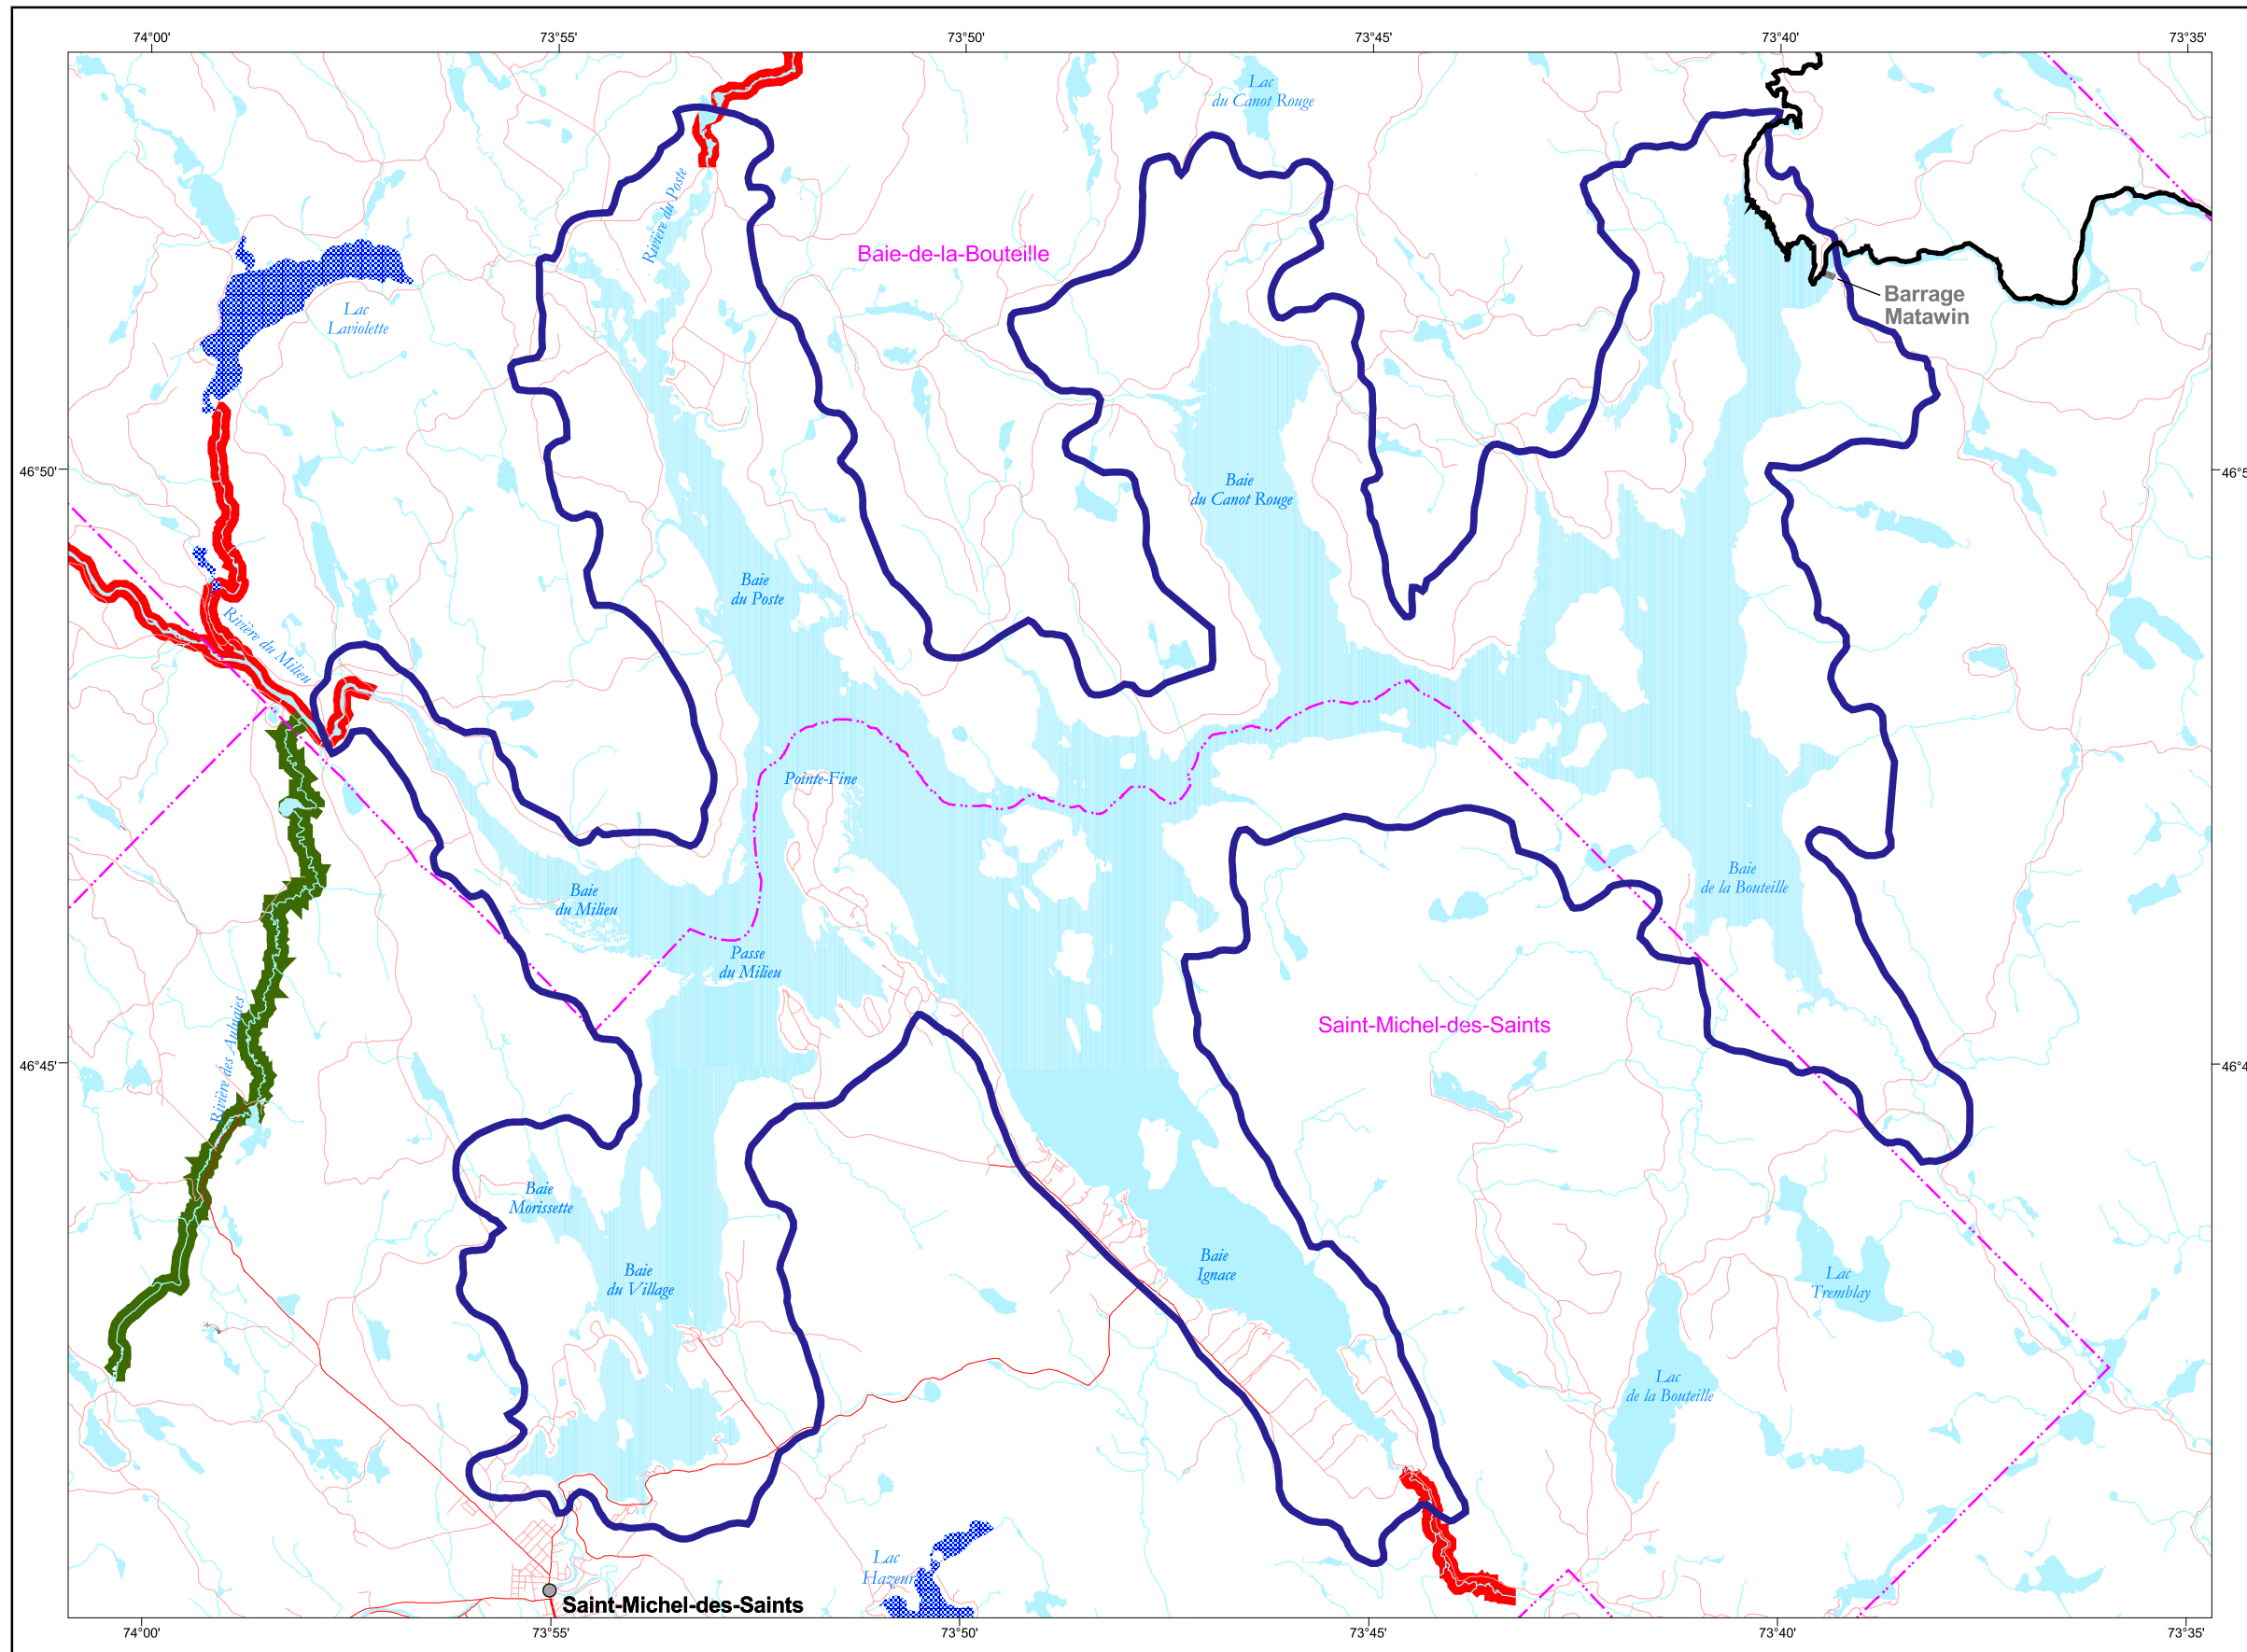 74°00'
73°55'
73°50'
73°45'
73°40'
73°35'
Lac
du Canot Rouge
Rivière du Poste
Baie-de-la-Bouteille
Barrage
Matawin
Lac
Laviolette
46°50'
46°5
Baie
du Canot Rouge
Baie
du Poste
Rivière du Milieu
Pointe-Fine
Baie
du Milieu
Baie
de la Bouteille
Passe
du Milieu
Saint-Michel-des-Saints
Rivière des Aulnaies
46°45'
46°4
Baie
Morissette
Baie
du Village
Baie
Ignace
Lac
Tremblay
Lac
de la Bouteille
Lac
Hazeur
Saint-Michel-des-Saints
74°00'
73°55'
73°50'
73°45'
73°40'
73°35'